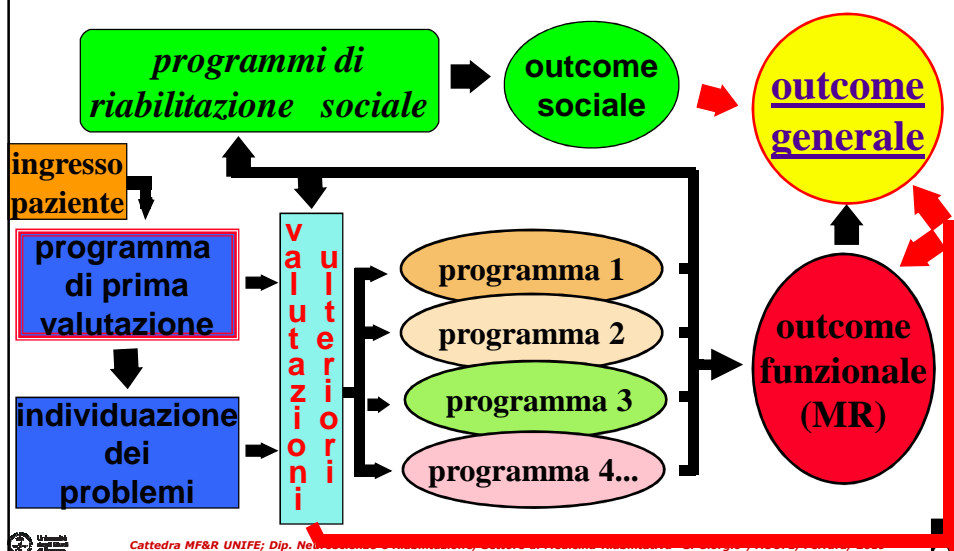 programmi di
riabilitazione sociale
outcome
sociale
outcome
generale
ingresso
paziente
programma
di prima
valutazione
individuazione
dei
problemi
valutazioni
ulteriori
programma 1
programma 2
programma 3
programma 4...
outcome
funzionale
(MR)
Cattedra MF&R UNIFE; Dip.